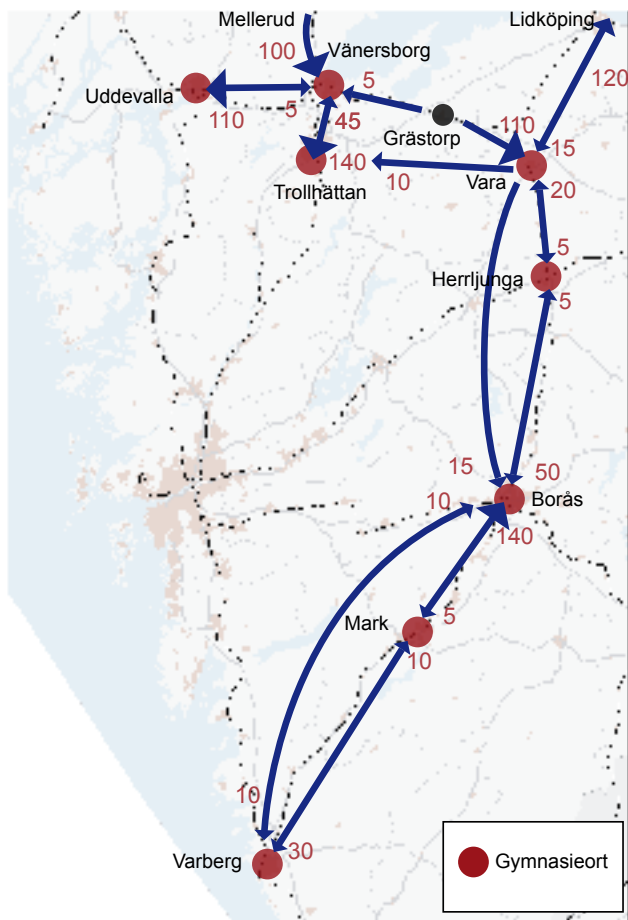 Mellerud
Lidköping
100
Vänersborg
5
120
Uddevalla
110
5
45
Grästorp
110
15
140
Trollhättan
10
Vara
20
5
Herrljunga
5
15
50
10
Borås
140
Mark
5
10
10
30
Varberg
Gymnasieort